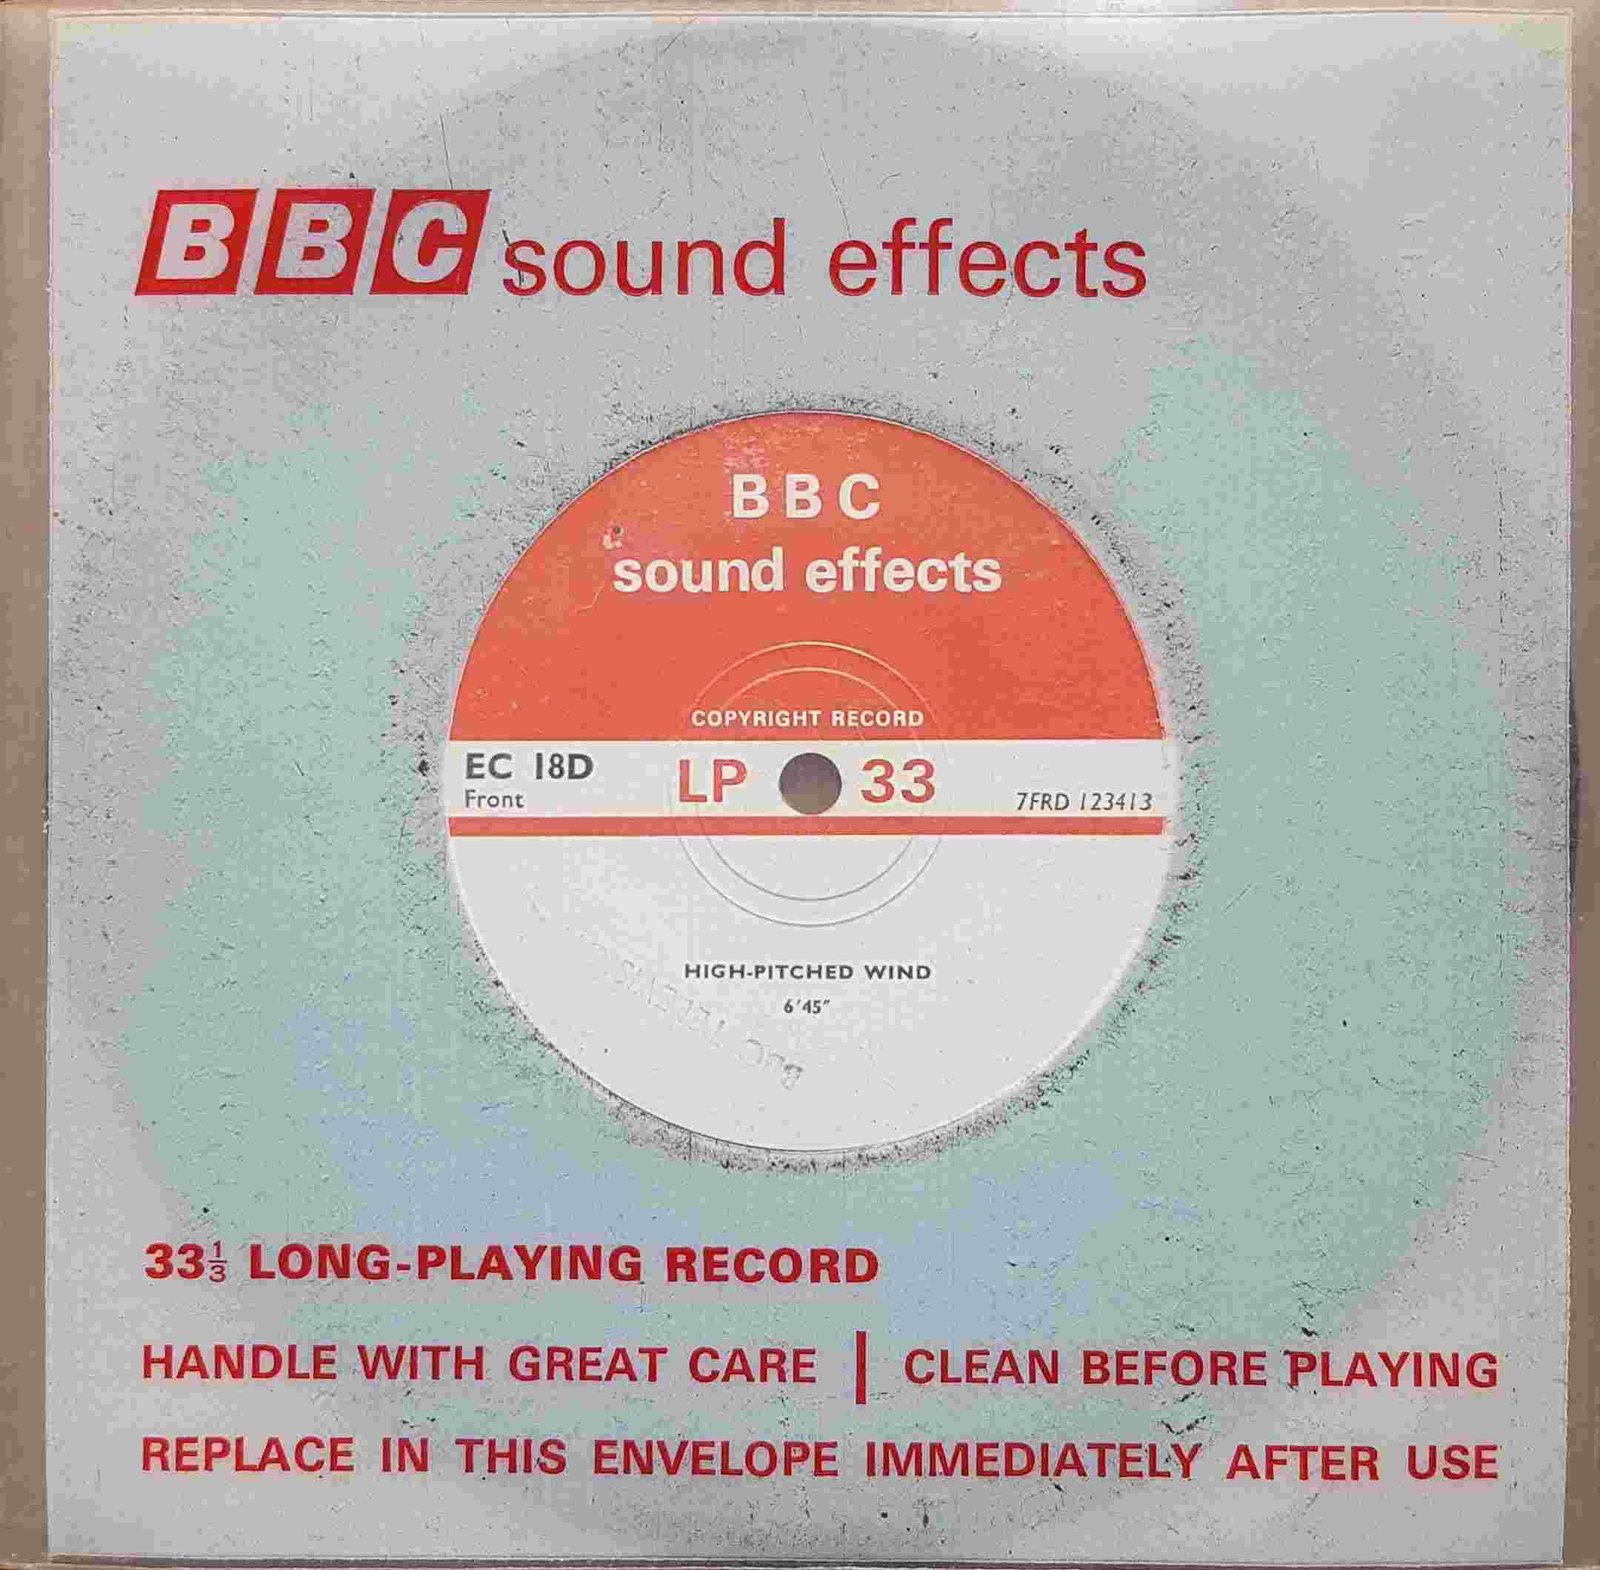 BBC sound effects
BBC
sound effects
COPYRIGHT RECORD
EC 18D
LP 33
Front
7FRD 123413
HIGH-PITCHED WIND
6'45"
33⅓ LONG-PLAYING RECORD
HANDLE WITH GREAT CARE | CLEAN BEFORE PLAYING
REPLACE IN THIS ENVELOPE IMMEDIATELY AFTER USE